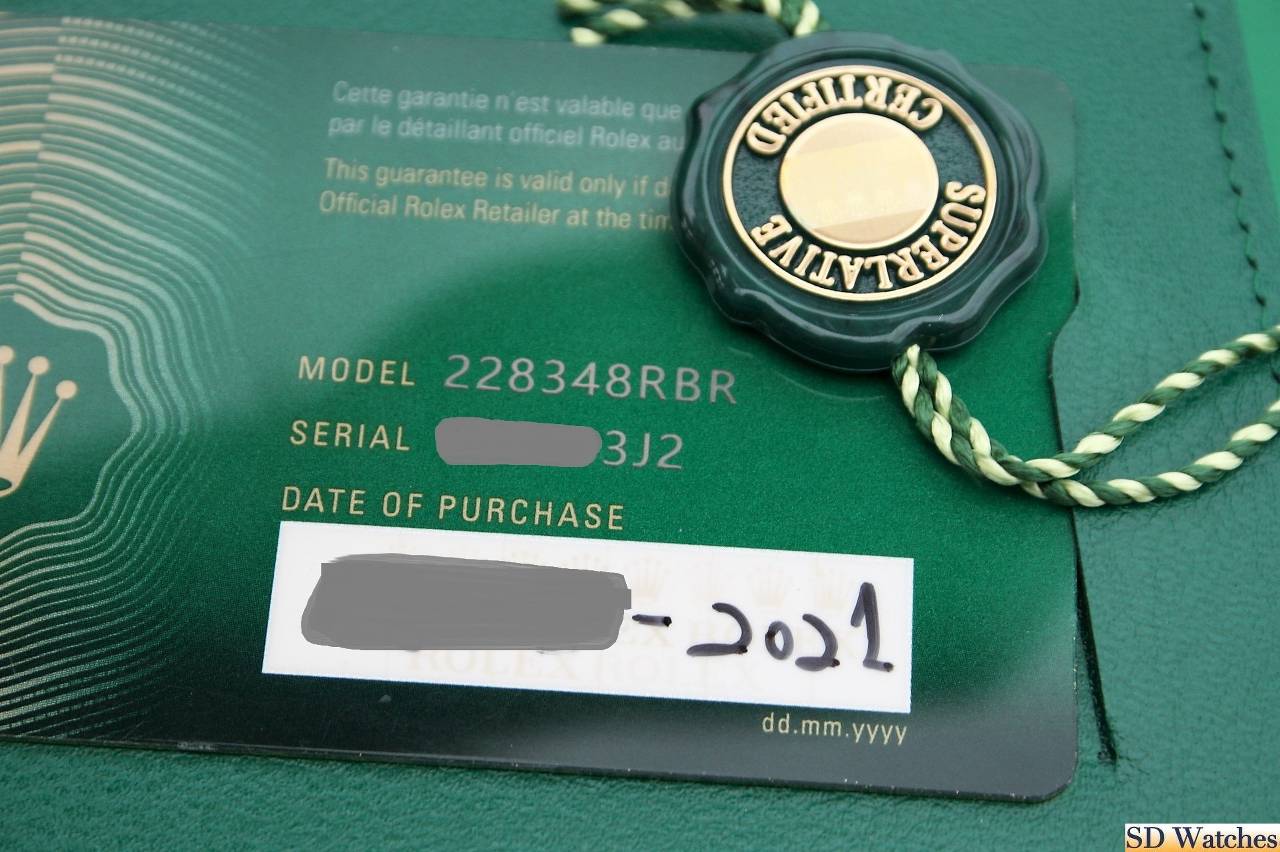 Cette garantie n'est valable que
par le détaillant officiel Rolex au
This guarantee is valid only if d
Official Rolex Retailer at the tim
SUPERLATIVE
CERTIFIED
MODEL 228348RBR
SERIAL 3J2
DATE OF PURCHASE
-2021
ROLEX
dd.mm.yyyy
SD Watches